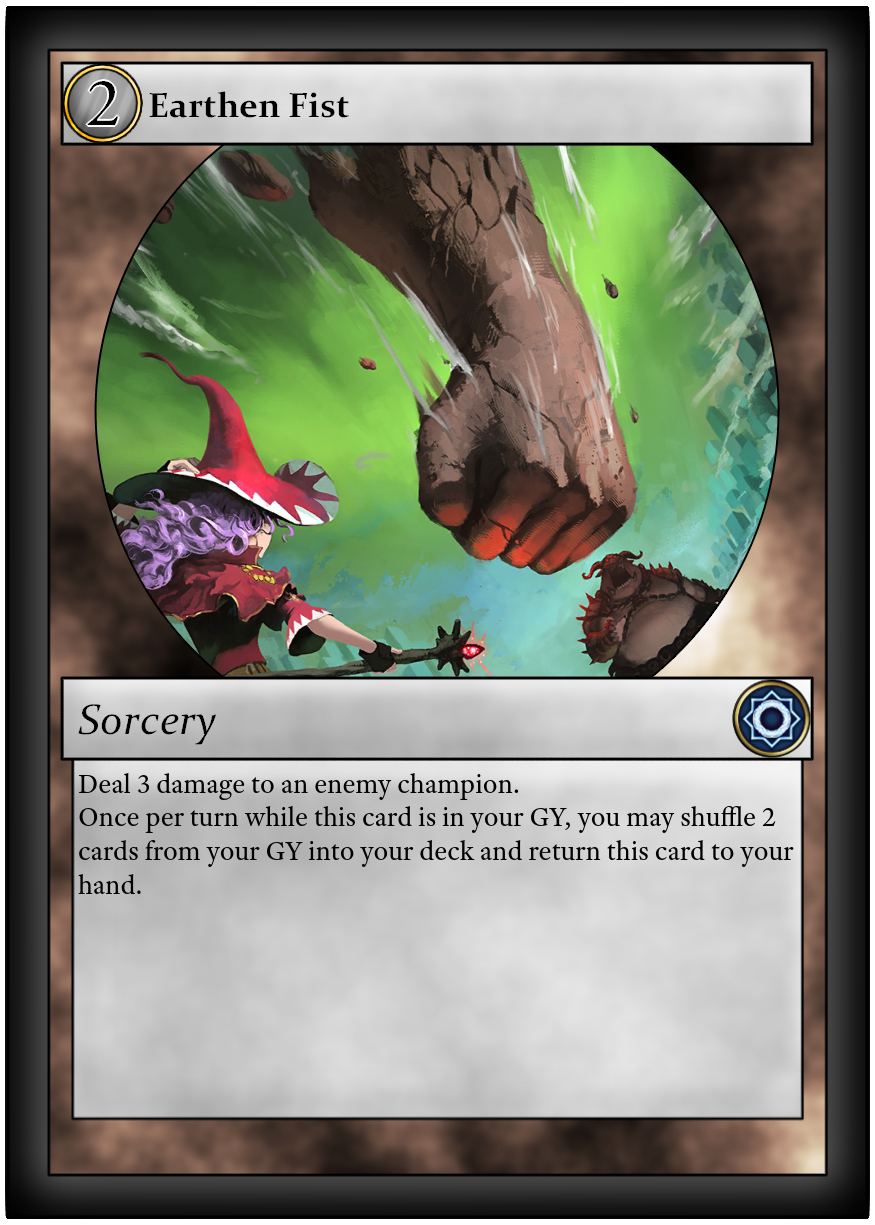 2 Earthen Fist
Sorcery
Deal 3 damage to an enemy champion.
Once per turn while this card is in your GY, you may shuffle 2
cards from your GY into your deck and return this card to your
hand.